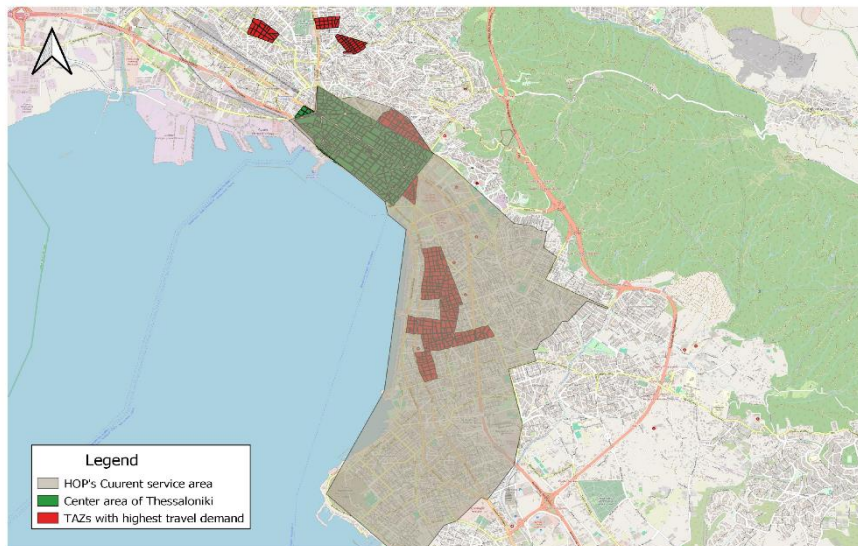 Legend
HOP's Cuurent service area
Center area of Thessaloniki
TAZs with highest travel demand